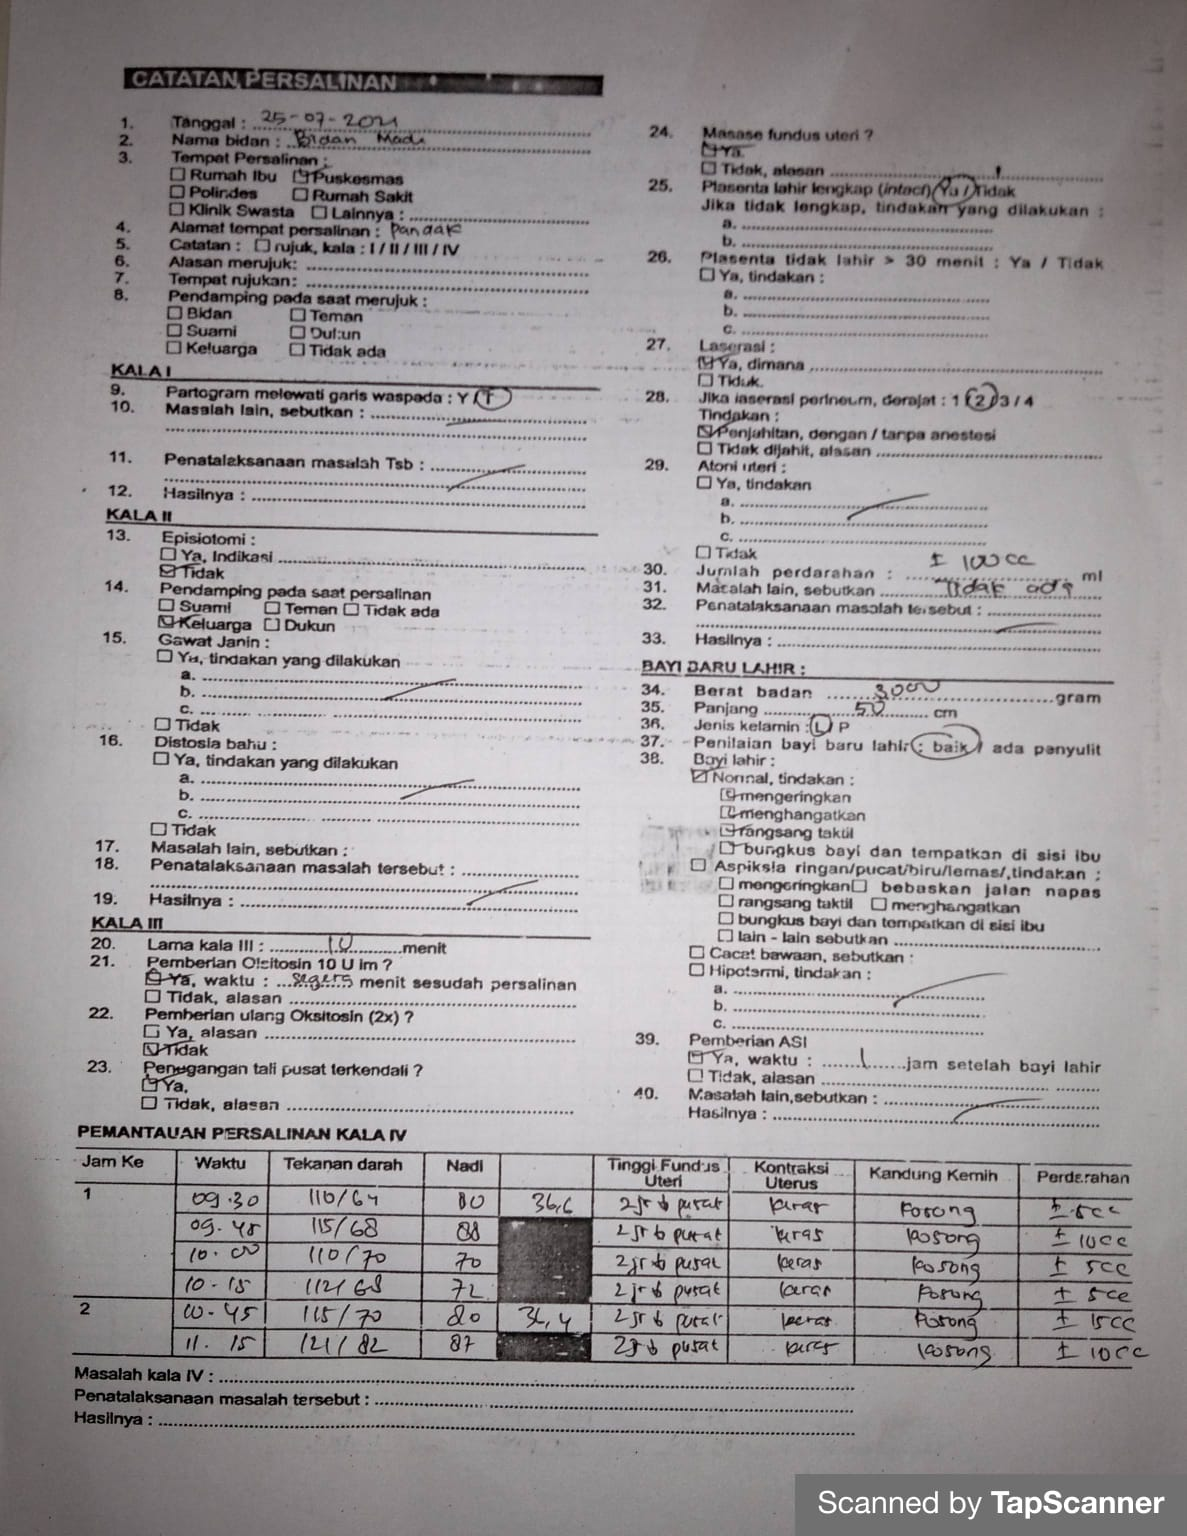 CATATAN PERSALINAN
1. Tanggal : 25-07-2021
2. Nama bidan : Bidan Made
3. Tempat Persalinan :
☐ Rumah Ibu ☑ Puskesmas
☐ Polindes ☐ Rumah Sakit
☐ Klinik Swasta ☐ Lainnya :
4. Alamat tempat persalinan : Pandak
5. Catatan : ☐ rujuk, kala : I / II / III / IV
6. Alasan merujuk:
7. Tempat rujukan:
8. Pendamping pada saat merujuk :
☐ Bidan ☐ Teman
☐ Suami ☐ Dukun
☐ Keluarga ☐ Tidak ada
KALA I
9. Partogram melewati garis waspada : Y / T
10. Masalah lain, sebutkan :
11. Penatalaksanaan masalah Tsb :
12. Hasilnya :
KALA II
13. Episiotomi :
☐ Ya, Indikasi
☑ Tidak
14. Pendamping pada saat persalinan
☐ Suami ☐ Teman ☐ Tidak ada
☑ Keluarga ☐ Dukun
15. Gawat Janin :
☐ Ya, tindakan yang dilakukan
a.
b.
c.
☐ Tidak
16. Distosia bahu :
☐ Ya, tindakan yang dilakukan
a.
b.
c.
☐ Tidak
17. Masalah lain, sebutkan :
18. Penatalaksanaan masalah tersebut :
19. Hasilnya :
KALA III
20. Lama kala III : 10 menit
21. Pemberian Oksitosin 10 U im ?
☑ Ya, waktu : segera menit sesudah persalinan
☐ Tidak, alasan
22. Pemberian ulang Oksitosin (2x) ?
☐ Ya, alasan
☑ Tidak
23. Penegangan tali pusat terkendali ?
☑ Ya,
☐ Tidak, alasan
24. Masase fundus uteri ?
☑ Ya.
☐ Tidak, alasan
25. Plasenta lahir lengkap (intact) Ya / Tidak
Jika tidak lengkap, tindakan yang dilakukan :
a.
b.
26. Plasenta tidak lahir > 30 menit : Ya / Tidak
☐ Ya, tindakan :
a.
b.
c.
27. Laserasi :
☑ Ya, dimana
☐ Tidak.
28. Jika laserasi perineum, derajat : 1 / 2 / 3 / 4
Tindakan :
☑ Penjahitan, dengan / tanpa anestesi
☐ Tidak dijahit, alasan
29. Atoni uteri :
☐ Ya, tindakan
a.
b.
c.
☐ Tidak
30. Jumlah perdarahan : ± 100 cc ml
31. Masalah lain, sebutkan Tidak ada
32. Penatalaksanaan masalah tersebut :
33. Hasilnya :
BAYI BARU LAHIR :
34. Berat badan 3000 gram
35. Panjang 50 cm
36. Jenis kelamin : L / P
37. Penilaian bayi baru lahir : baik / ada penyulit
38. Bayi lahir :
☑ Normal, tindakan :
☑ mengeringkan
☑ menghangatkan
☑ rangsang taktil
☑ bungkus bayi dan tempatkan di sisi ibu
☐ Aspiksia ringan/pucat/biru/lemas/,tindakan :
☐ mengeringkan ☐ bebaskan jalan napas
☐ rangsang taktil ☐ menghangatkan
☐ bungkus bayi dan tempatkan di sisi ibu
☐ lain - lain sebutkan
☐ Cacat bawaan, sebutkan :
☐ Hipotermi, tindakan :
a.
b.
c.
39. Pemberian ASI
☑ Ya, waktu : 1 jam setelah bayi lahir
☐ Tidak, alasan
40. Masalah lain,sebutkan :
Hasilnya :
PEMANTAUAN PERSALINAN KALA IV
Jam Ke Waktu Tekanan darah Nadi Tinggi Fundus Uteri Kontraksi Uterus Kandung Kemih Perdarahan
1 09.30 110/64 80 36,6 2 jr b pusat keras Kosong ± 5cc
09.45 115/68 88 2 jr b pusat keras Kosong ± 10cc
10.00 110/70 70 2 jr b pusat keras Kosong ± 5cc
10-15 112/68 72 2 jr b pusat keras Kosong ± 5cc
2 10-45 115/70 80 36,4 2 jr b pusat keras Kosong ± 15cc
11.15 121/82 87 2 jr b pusat keras Kosong ± 10cc
Masalah kala IV :
Penatalaksanaan masalah tersebut :
Hasilnya :
Scanned by TapScanner